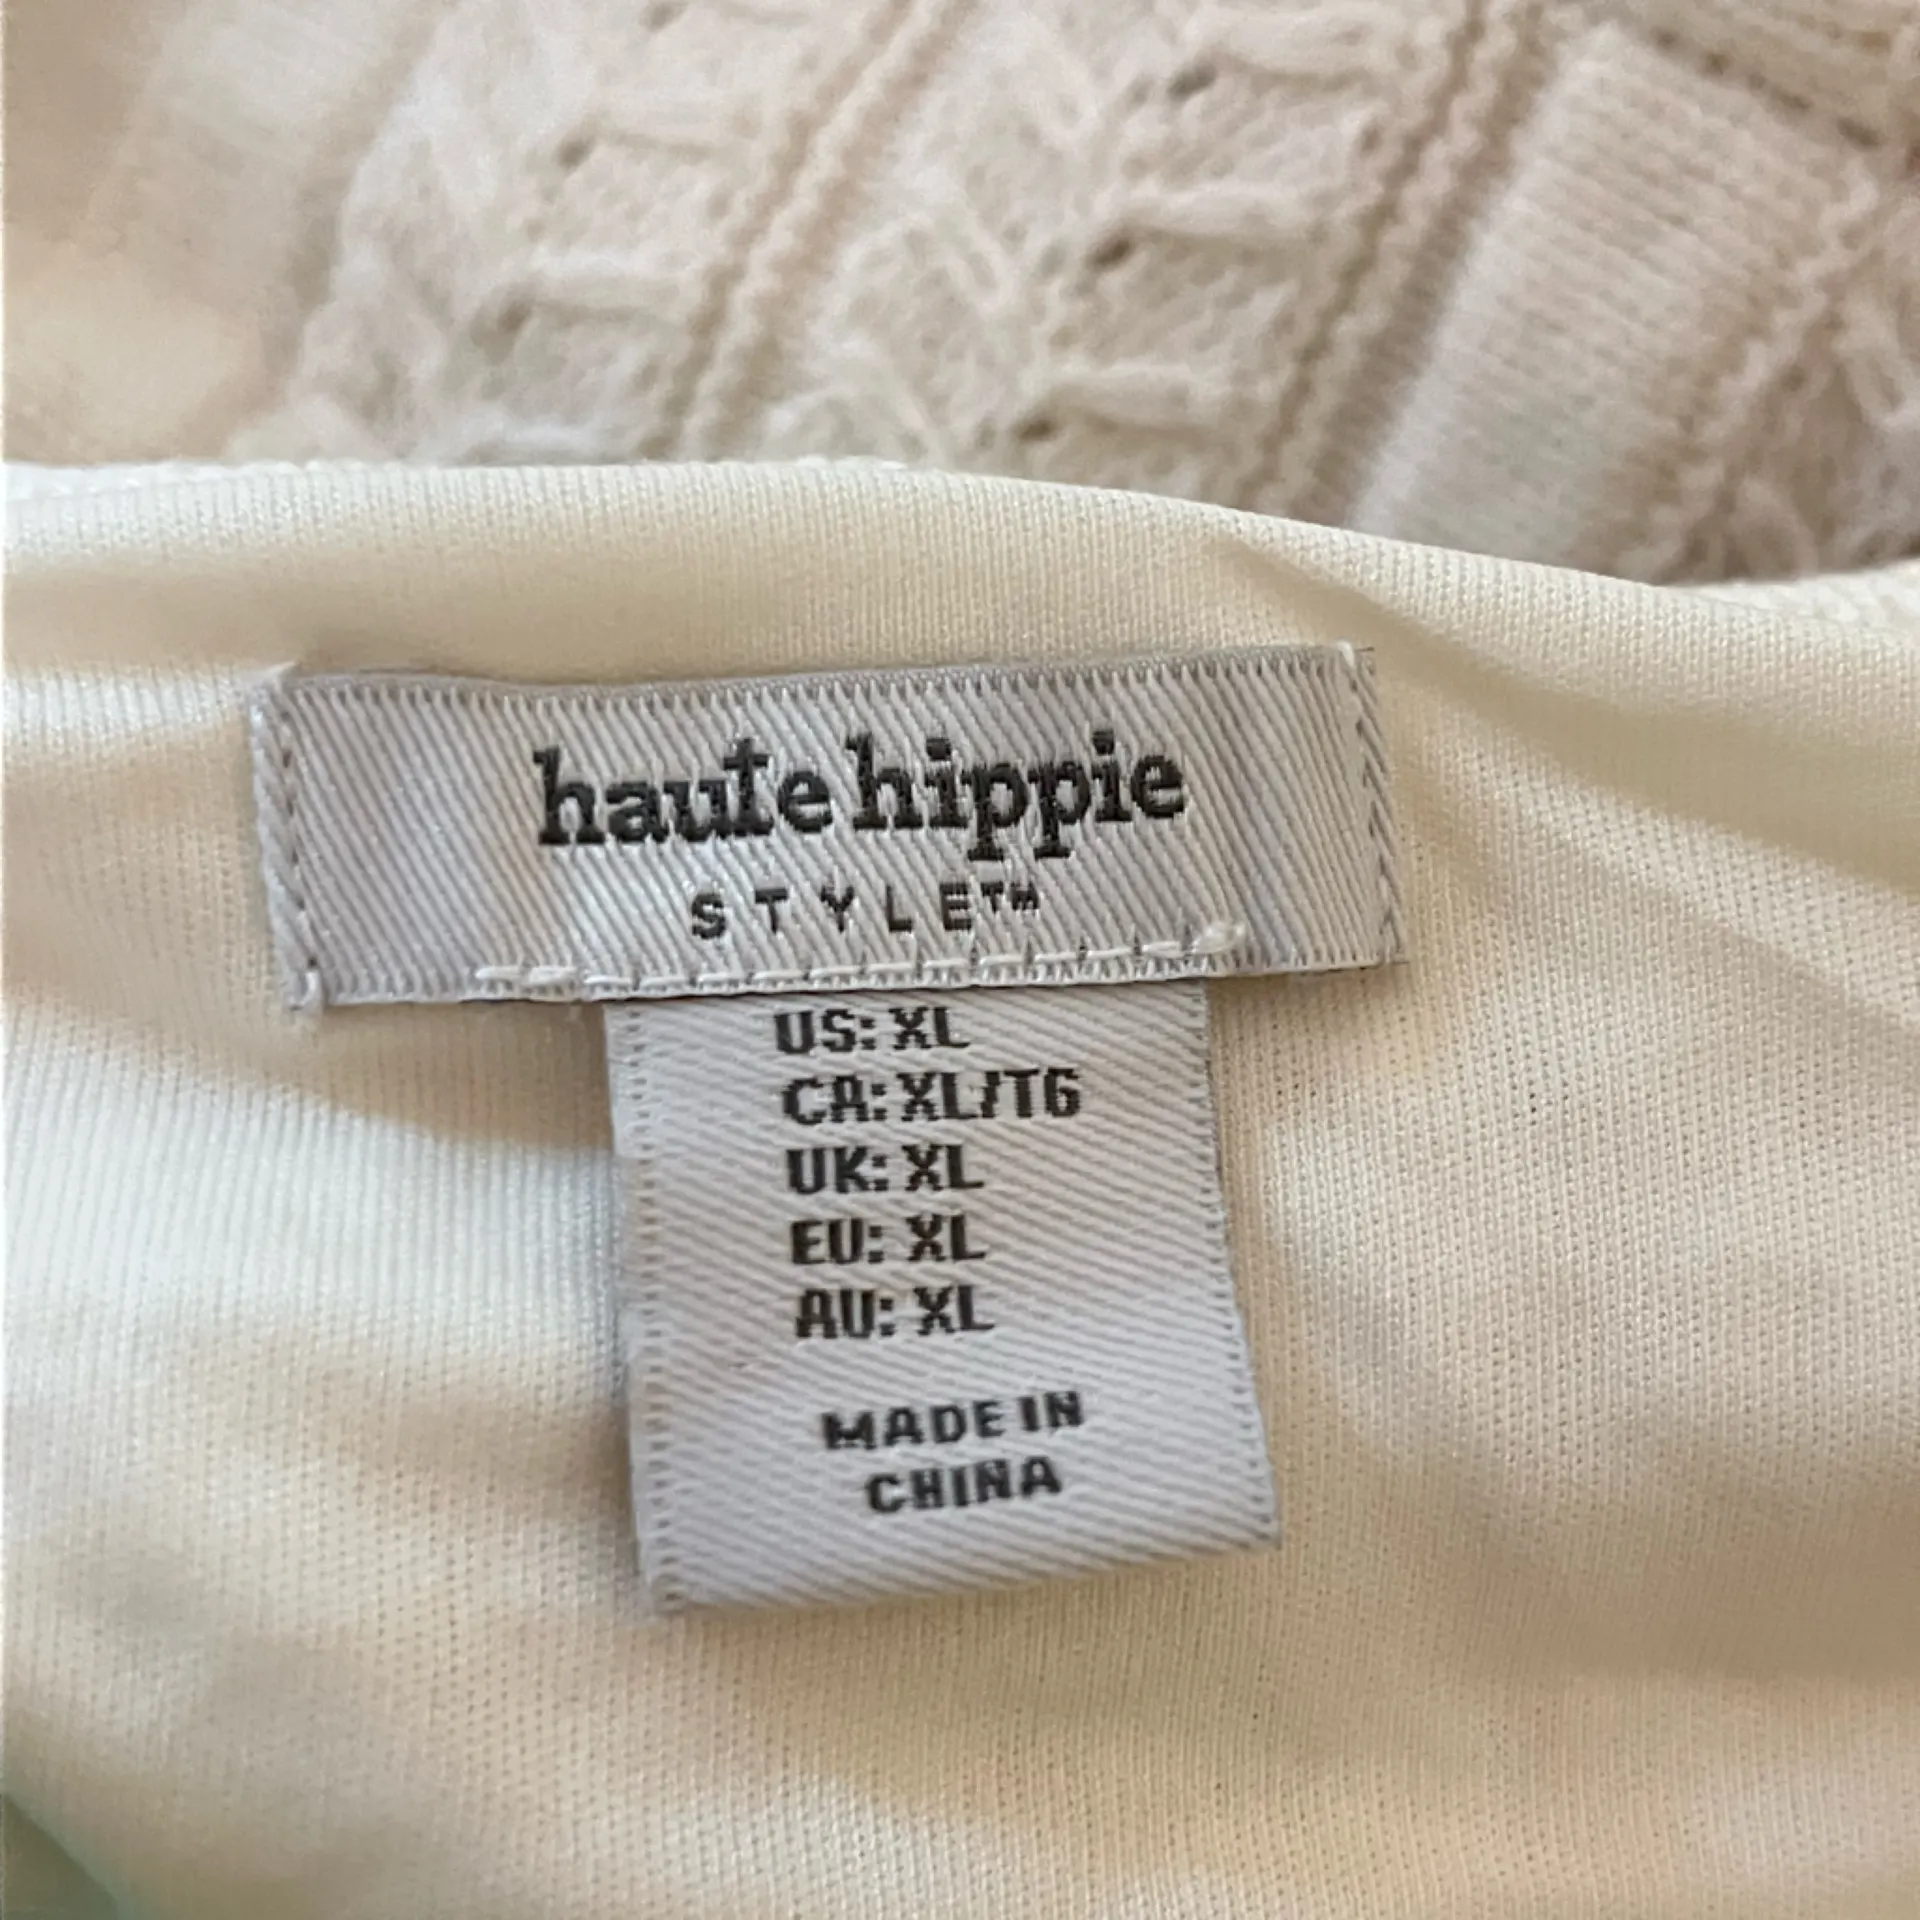 haute hippie
STYLE™
US: XL
CA: XL/TG
UK: XL
EU: XL
AU: XL
MADE IN
CHINA